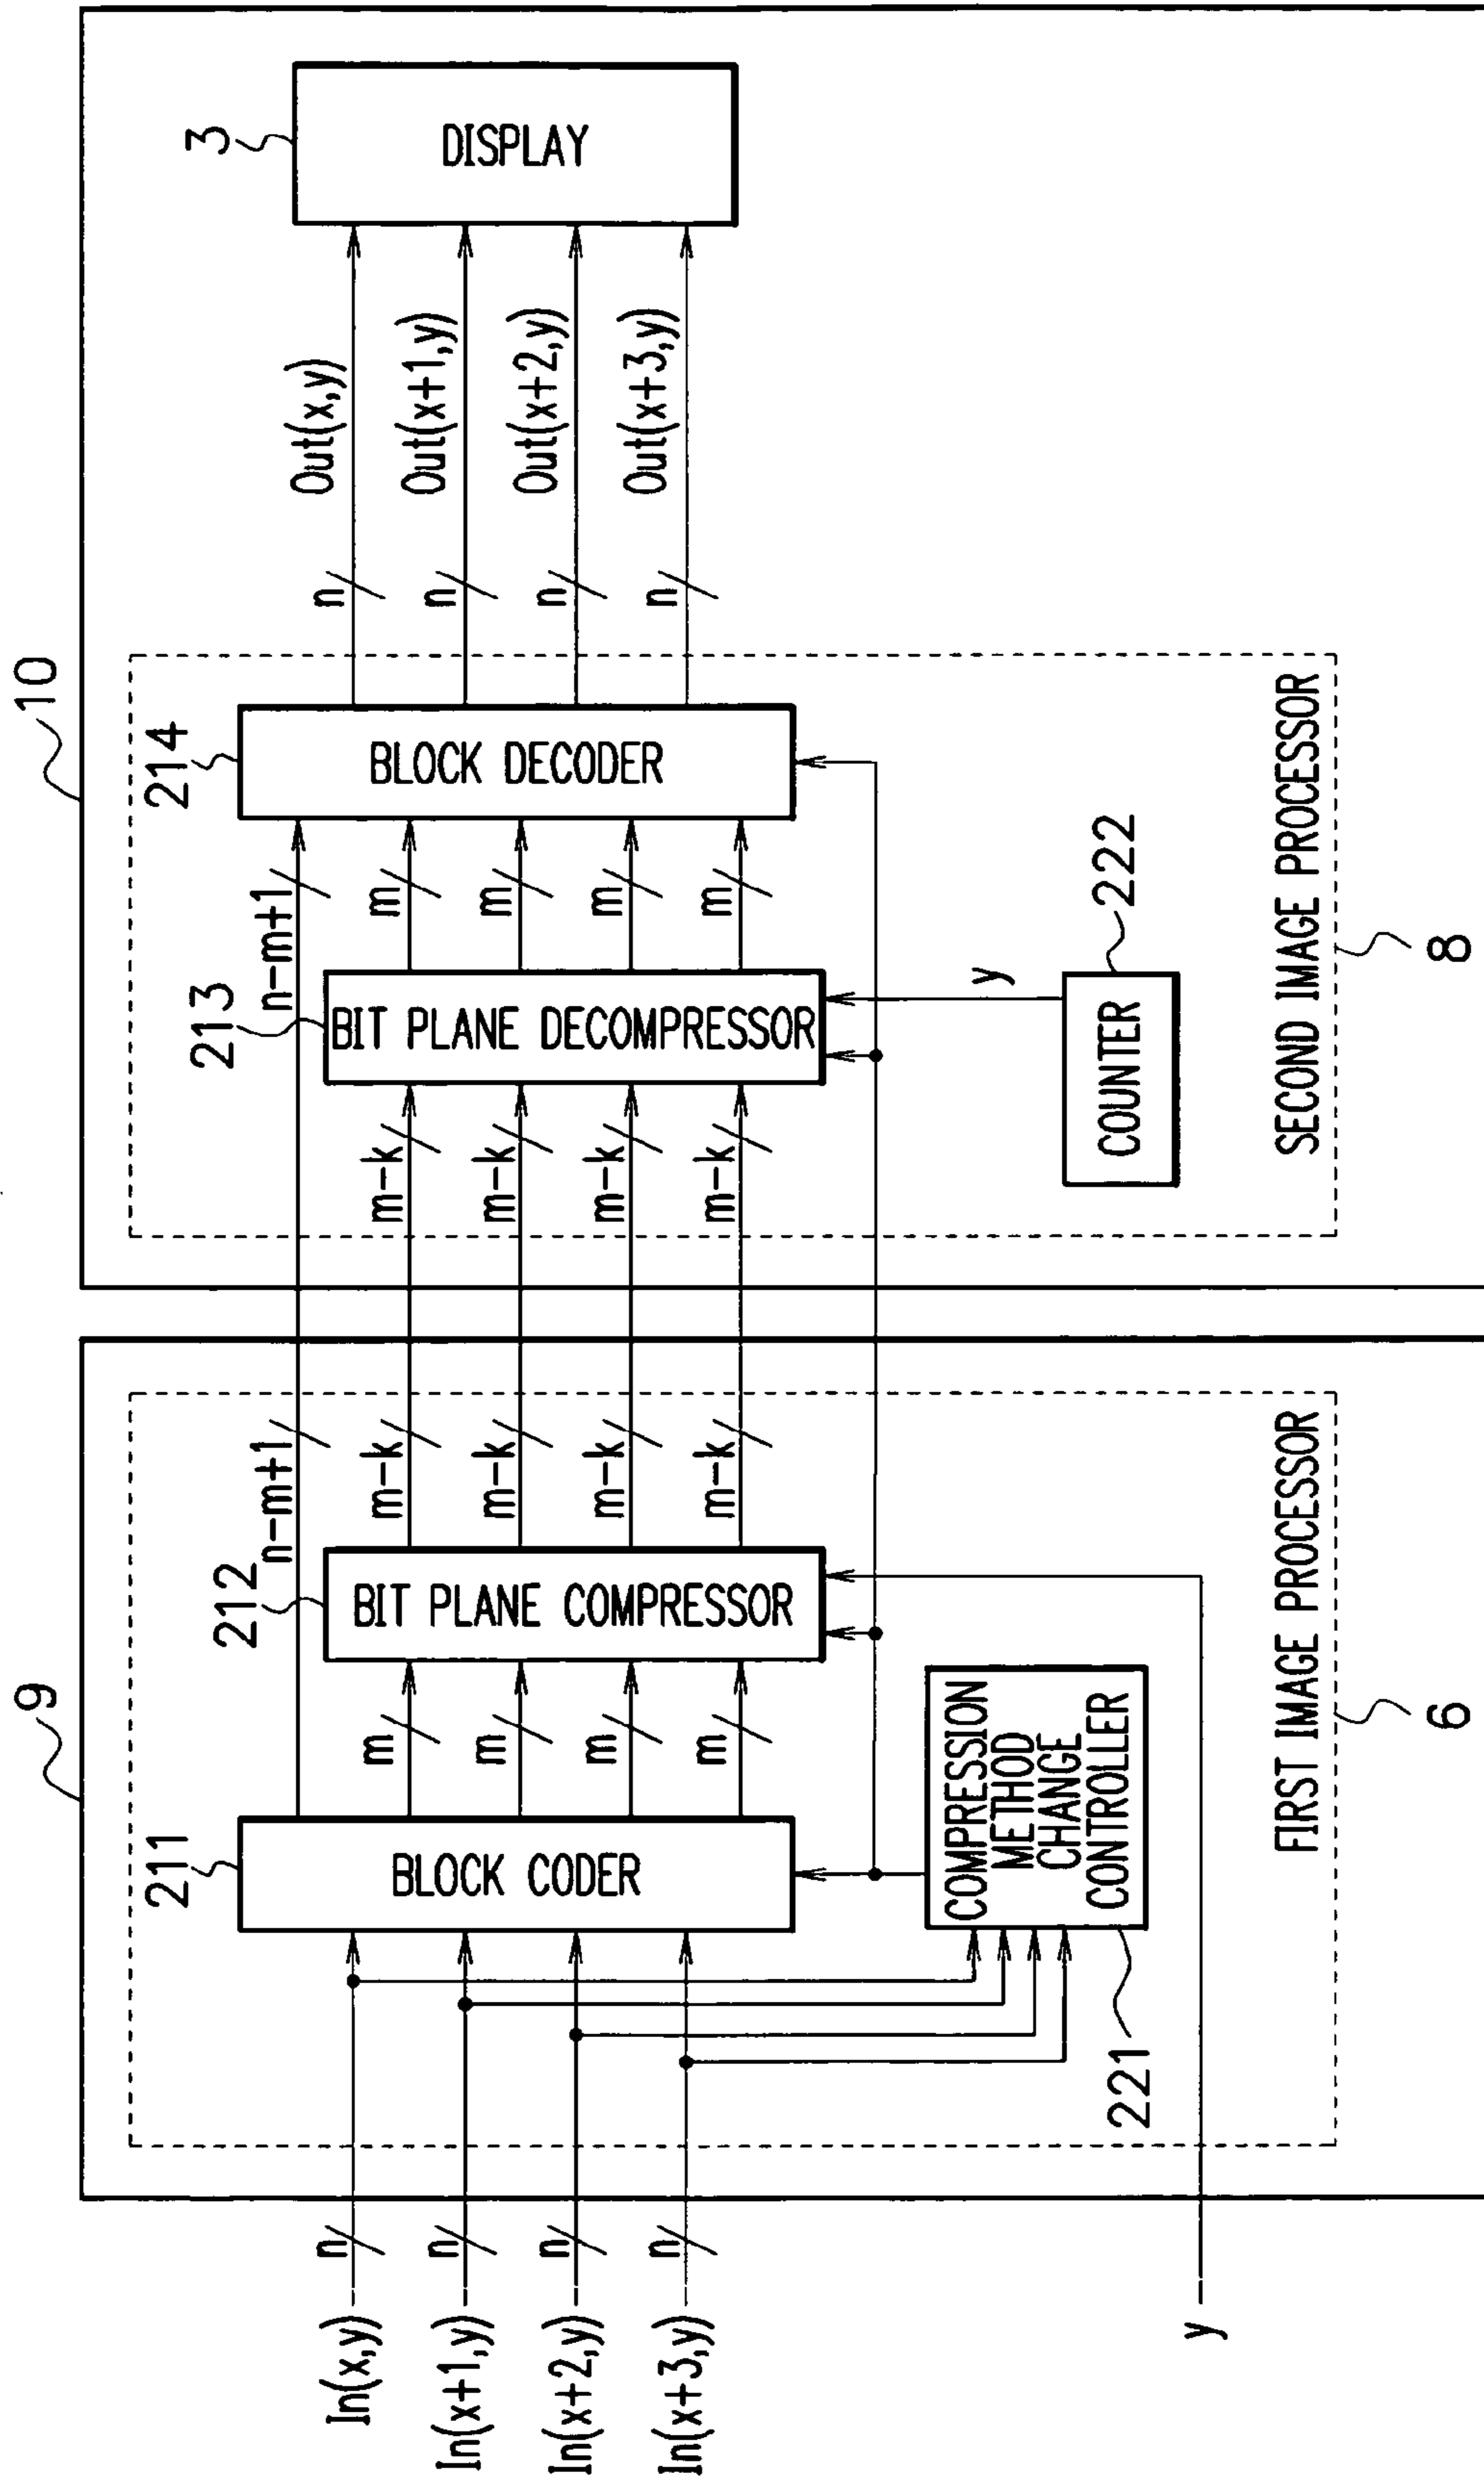 9
10
In(x,y)
In(x+1,y)
In(x+2,y)
In(x+3,y)
y
n
n
n
n
211
BLOCK CODER
221
COMPRESSION
METHOD
CHANGE
CONTROLLER
m
m
m
m
212
BIT PLANE COMPRESSOR
n-m+1
m-k
m-k
m-k
m-k
FIRST IMAGE PROCESSOR
6
m-k
m-k
m-k
m-k
213
BIT PLANE DECOMPRESSOR
y
COUNTER
222
n-m+1
m
m
m
m
214
BLOCK DECODER
SECOND IMAGE PROCESSOR
8
n
n
n
n
Out(x,y)
Out(x+1,y)
Out(x+2,y)
Out(x+3,y)
3
DISPLAY